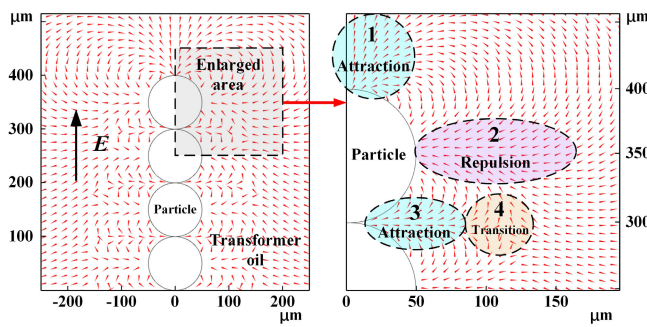 μm
400
300
200
100
E
Enlarged
area
Particle
Transformer
oil
-200
-100
0
100
200
μm
μm
400
350
300
1
Attraction
Particle
2
Repulsion
3
Attraction
4
Transition
0
50
100
150
μm